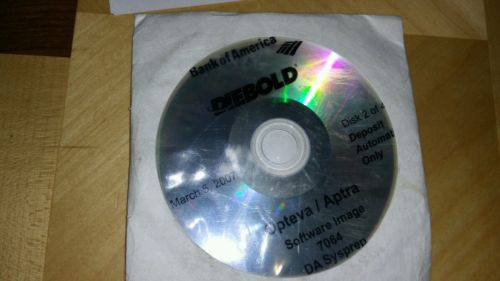 Bank of America
DIEBOLD
Disk 2 of 4
Deposit
Automat
Only
March 5, 2007
Opteva / Aptra
Software Image
7064
DA Sysprep